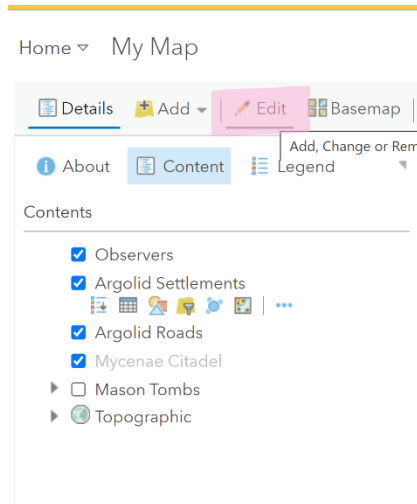 Home My Map
Details Add Edit Basemap
Add, Change or Rem
About Content Legend
Contents
Observers
Argolid Settlements
Argolid Roads
Mycenae Citadel
Mason Tombs
Topographic